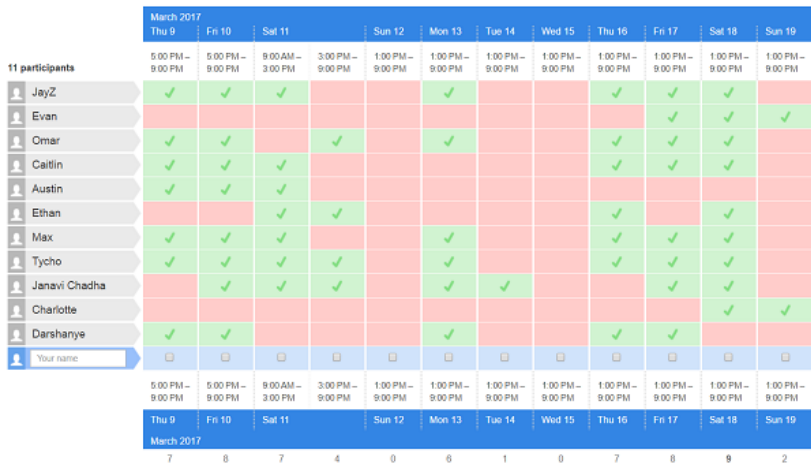 March 2017
Thu 9 Fri 10 Sat 11 Sun 12 Mon 13 Tue 14 Wed 15 Thu 16 Fri 17 Sat 18 Sun 19
5:00 PM – 5:00 PM – 9:00 AM – 3:00 PM – 1:00 PM – 1:00 PM – 1:00 PM – 1:00 PM – 1:00 PM – 1:00 PM – 1:00 PM – 1:00 PM –
11 participants 9:00 PM 9:00 PM 3:00 PM 9:00 PM 9:00 PM 9:00 PM 9:00 PM 9:00 PM 9:00 PM 9:00 PM 9:00 PM 9:00 PM
JayZ
Evan
Omar
Caitlin
Austin
Ethan
Max
Tycho
Janavi Chadha
Charlotte
Darshanye
Your name
5:00 PM – 5:00 PM – 9:00 AM – 3:00 PM – 1:00 PM – 1:00 PM – 1:00 PM – 1:00 PM – 1:00 PM – 1:00 PM – 1:00 PM – 1:00 PM –
9:00 PM 9:00 PM 3:00 PM 9:00 PM 9:00 PM 9:00 PM 9:00 PM 9:00 PM 9:00 PM 9:00 PM 9:00 PM 9:00 PM
Thu 9 Fri 10 Sat 11 Sun 12 Mon 13 Tue 14 Wed 15 Thu 16 Fri 17 Sat 18 Sun 19
March 2017
7 8 7 4 0 6 1 0 7 8 9 2